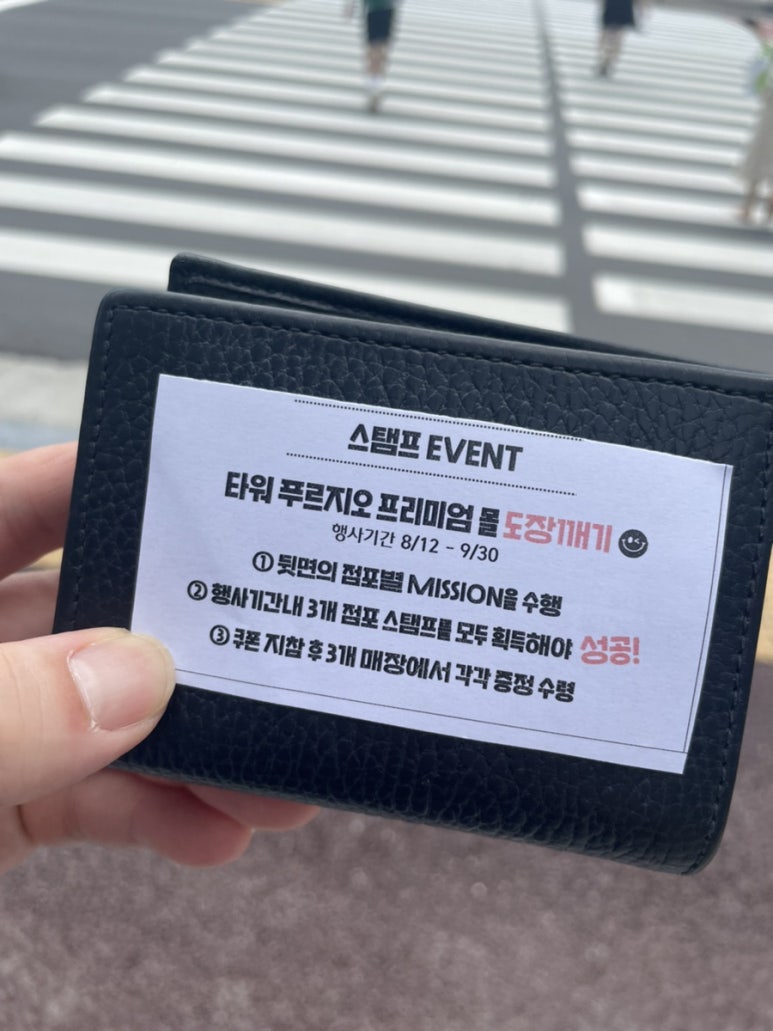 스탬프 EVENT
타워 푸르지오 프리미엄 몰 도장깨기
행사기간 8/12 - 9/30
① 뒷면의 점포별 MISSION을 수행
② 행사기간내 3개 점포 스탬프를 모두 획득해야 성공!
③ 쿠폰 지참 후 3개 매장에서 각각 증정 수령